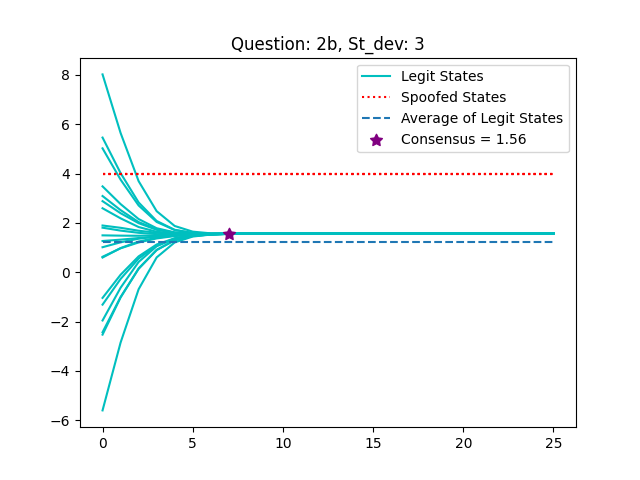 Question: 2b, St_dev: 3
Legit States
Spoofed States
Average of Legit States
Consensus = 1.56
8
6
4
2
0
−2
−4
−6
0 5 10 15 20 25